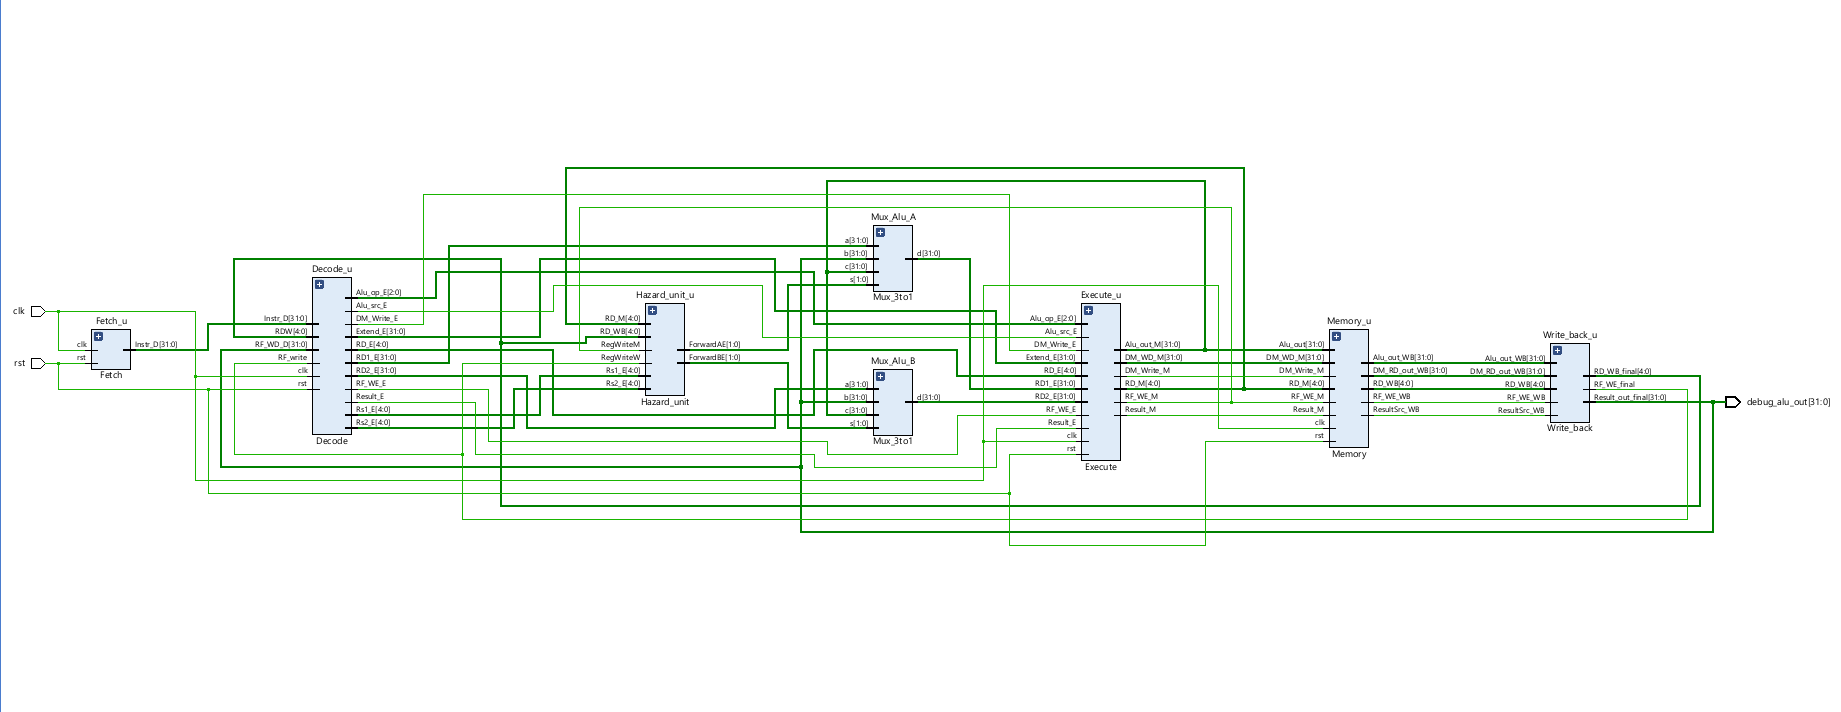 clk
rst
Fetch_u
clk
rst
Instr_D[31:0]
Fetch
Decode_u
Instr_D[31:0]
RDW[4:0]
RF_WD_D[31:0]
RF_write
clk
rst
Alu_op_E[2:0]
Alu_src_E
DM_Write_E
Extend_E[31:0]
RD_E[4:0]
RD1_E[31:0]
RD2_E[31:0]
RF_WE_E
Result_E
Rs1_E[4:0]
Rs2_E[4:0]
Decode
Hazard_unit_u
RD_M[4:0]
RD_WB[4:0]
RegWriteM
RegWriteW
Rs1_E[4:0]
Rs2_E[4:0]
ForwardAE[1:0]
ForwardBE[1:0]
Hazard_unit
Mux_Alu_A
a[31:0]
b[31:0]
c[31:0]
s[1:0]
d[31:0]
Mux_3to1
Mux_Alu_B
a[31:0]
b[31:0]
c[31:0]
s[1:0]
d[31:0]
Mux_3to1
Execute_u
Alu_op_E[2:0]
Alu_src_E
DM_Write_E
Extend_E[31:0]
RD_E[4:0]
RD1_E[31:0]
RD2_E[31:0]
RF_WE_E
Result_E
clk
rst
Alu_out_M[31:0]
DM_WD_M[31:0]
DM_Write_M
RD_M[4:0]
RF_WE_M
Result_M
Execute
Memory_u
Alu_out[31:0]
DM_WD_M[31:0]
DM_Write_M
RD_M[4:0]
RF_WE_M
Result_M
clk
rst
Alu_out_WB[31:0]
DM_RD_out_WB[31:0]
RD_WB[4:0]
RF_WE_WB
ResultSrc_WB
Memory
Write_back_u
Alu_out_WB[31:0]
DM_RD_out_WB[31:0]
RD_WB[4:0]
RF_WE_WB
ResultSrc_WB
RD_WB_final[4:0]
RF_WE_final
Result_out_final[31:0]
Write_back
debug_alu_out[31:0]